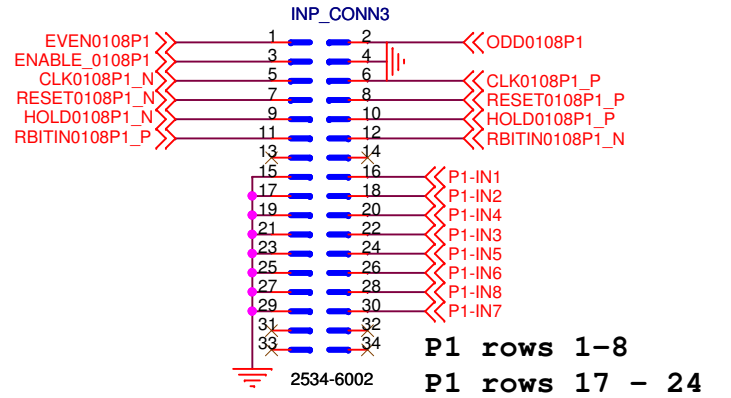 INP_CONN3
EVEN0108P1 1 2 ODD0108P1
ENABLE_0108P1 3 4
CLK0108P1_N 5 6 CLK0108P1_P
RESET0108P1_N 7 8 RESET0108P1_P
HOLD0108P1_N 9 10 HOLD0108P1_P
RBITIN0108P1_P 11 12 RBITIN0108P1_N
13 14
15 16 P1-IN1
17 18 P1-IN2
19 20 P1-IN4
21 22 P1-IN3
23 24 P1-IN5
25 26 P1-IN6
27 28 P1-IN8
29 30 P1-IN7
31 32
33 34
2534-6002
P1 rows 1-8
P1 rows 17 - 24